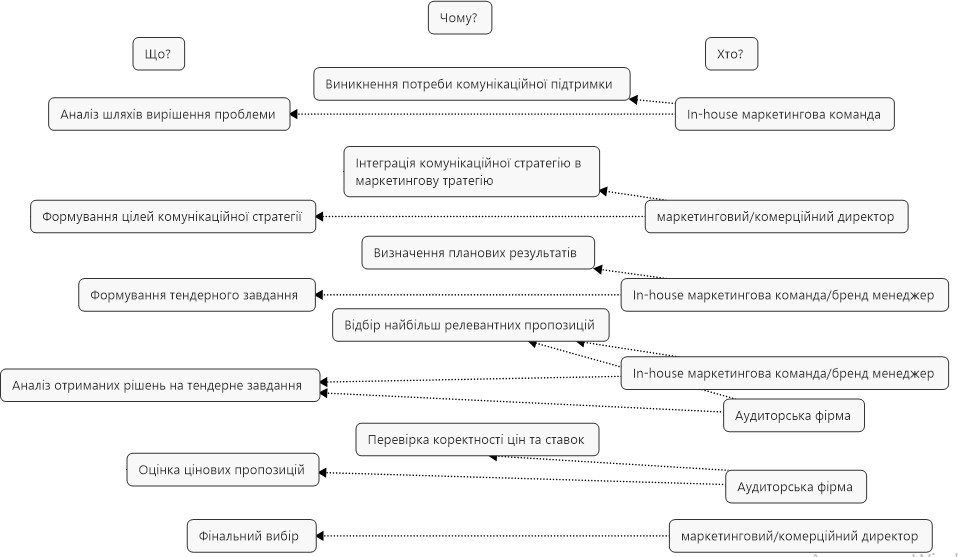 Чому?
Що?
Хто?
Виникнення потреби комунікаційної підтримки
Аналіз шляхів вирішення проблеми
In-house маркетингова команда
Інтеграція комунікаційної стратегію в
маркетингову тратегію
Формування цілей комунікаційної стратегії
маркетинговий/комерційний директор
Визначення планових результатів
Формування тендерного завдання
In-house маркетингова команда/бренд менеджер
Відбір найбільш релевантних пропозицій
In-house маркетингова команда/бренд менеджер
Аналіз отриманих рішень на тендерне завдання
Аудиторська фірма
Перевірка коректності цін та ставок
Оцінка цінових пропозицій
Аудиторська фірма
Фінальний вибір
маркетинговий/комерційний директор